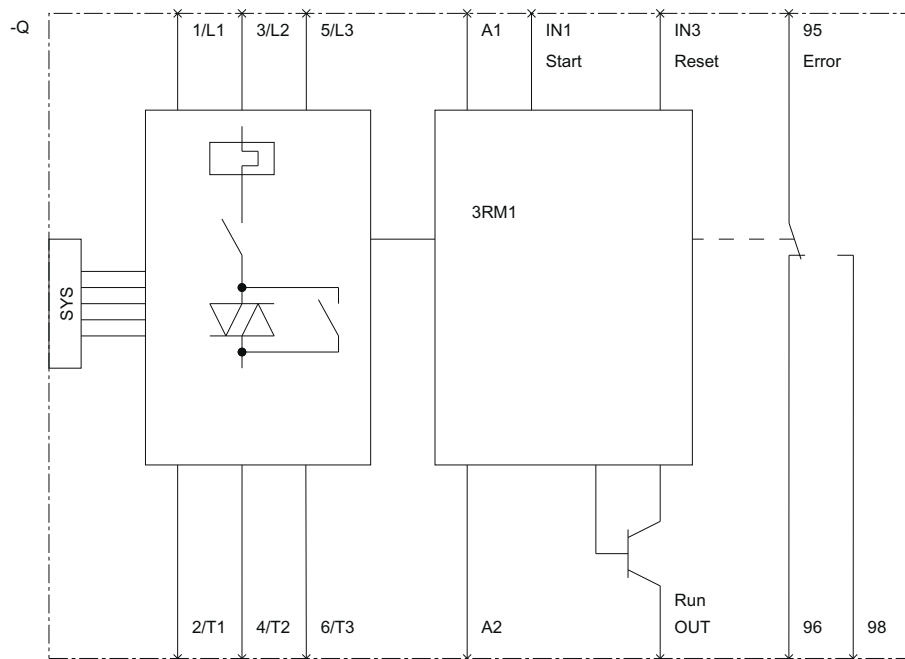 -Q
1/L1 3/L2 5/L3 A1 IN1 IN3 95
Start Reset Error
3RM1
SYS
Run
2/T1 4/T2 6/T3 A2 OUT 96 98